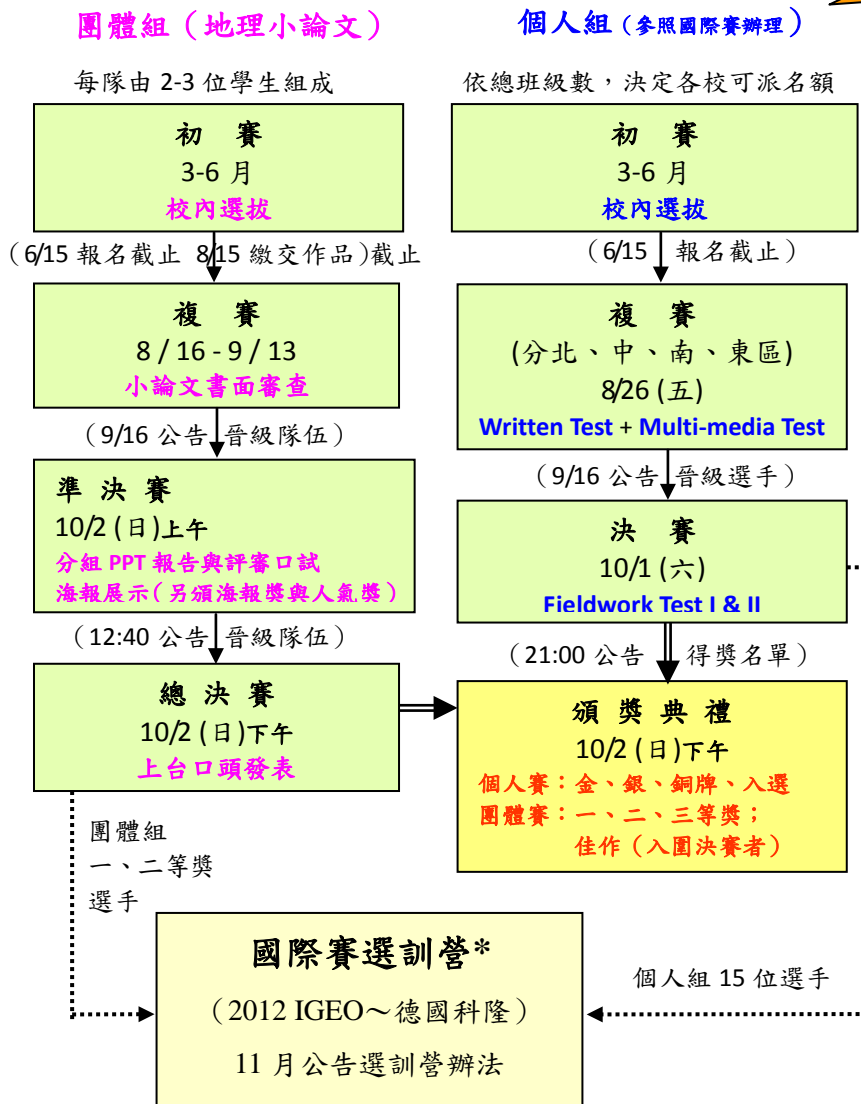 團體組（地理小論文）
每隊由 2-3 位學生組成
初 賽
3-6 月
校內選拔
（6/15 報名截止 8/15 繳交作品）截止
複 賽
8 / 16 - 9 / 13
小論文書面審查
（9/16 公告 晉級隊伍）
準 決 賽
10/2 (日)上午
分組 PPT 報告與評審口試
海報展示（另頒海報獎與人氣獎）
（12:40 公告 晉級隊伍）
總 決 賽
10/2 (日)下午
上台口頭發表
團體組
一、二等獎
選手
個人組（參照國際賽辦理）
依總班級數，決定各校可派名額
初 賽
3-6 月
校內選拔
（6/15 報名截止）
複 賽
(分北、中、南、東區)
8/26 (五)
Written Test + Multi-media Test
（9/16 公告 晉級選手）
決 賽
10/1 (六)
Fieldwork Test I & II
（21:00 公告 得獎名單）
頒 獎 典 禮
10/2 (日)下午
個人賽：金、銀、銅牌、入選
團體賽：一、二、三等獎；
佳作（入圍決賽者）
個人組 15 位選手
國際賽選訓營*
（2012 IGEO～德國科隆）
11 月公告選訓營辦法